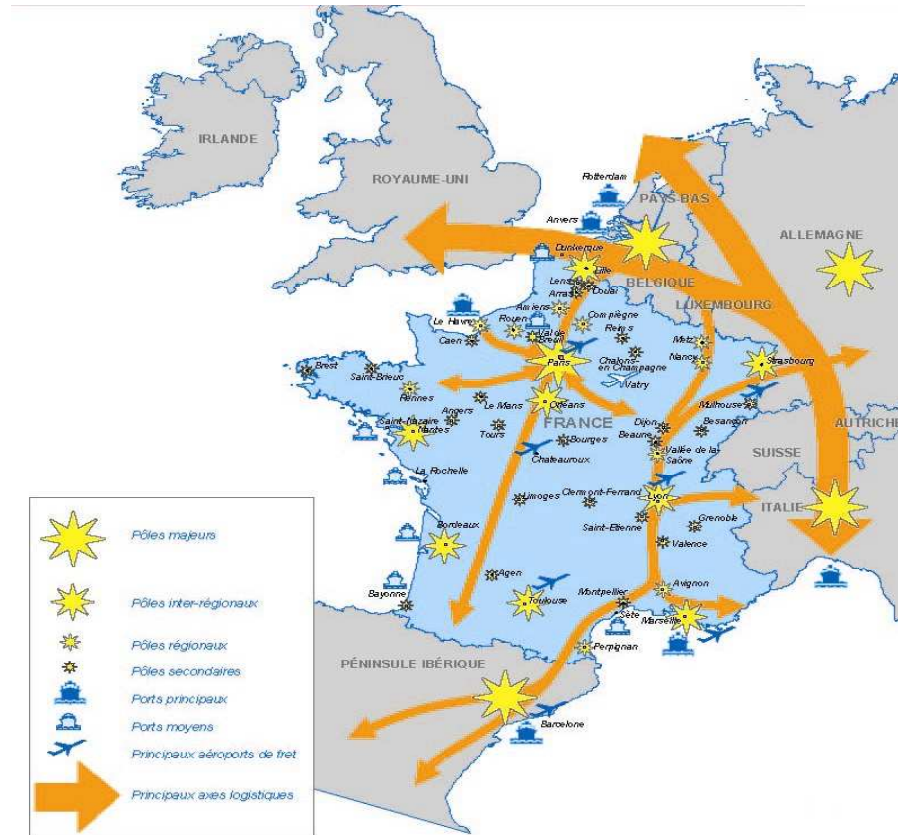 IRLANDE
ROYAUME-UNI
Rotterdam
PAYS-BAS
Anvers
ALLEMAGNE
Dunkerque
Lille
BELGIQUE
Lens
Douai
Arras
LUXEMBOURG
Amiens
Le Havre
Rouen
Compiègne
Val de
Breuil
Reims
Caen
Metz
Paris
Chalons-
en Champagne
Nancy
Strasbourg
Brest
Saint-Brieuc
Vatry
Rennes
Le Mans
Orléans
Mulhouse
Angers
Saint-Nazaire
Nantes
Tours
FRANCE
Dijon
Besançon
AUTRICHE
Beaune
Bourges
Vallée de la-
Saône
SUISSE
Chateauroux
La Rochelle
Limoges
Clermont-Ferrand
Lyon
ITALIE
Saint-Etienne
Grenoble
Bordeaux
Valence
Agen
Avignon
Bayonne
Toulouse
Montpellier
Sète
Marseille
Perpignan
PÉNINSULE IBÉRIQUE
Barcelone
Pôles majeurs
Pôles inter-régionaux
Pôles régionaux
Pôles secondaires
Ports principaux
Ports moyens
Principaux aéroports de fret
Principaux axes logistiques